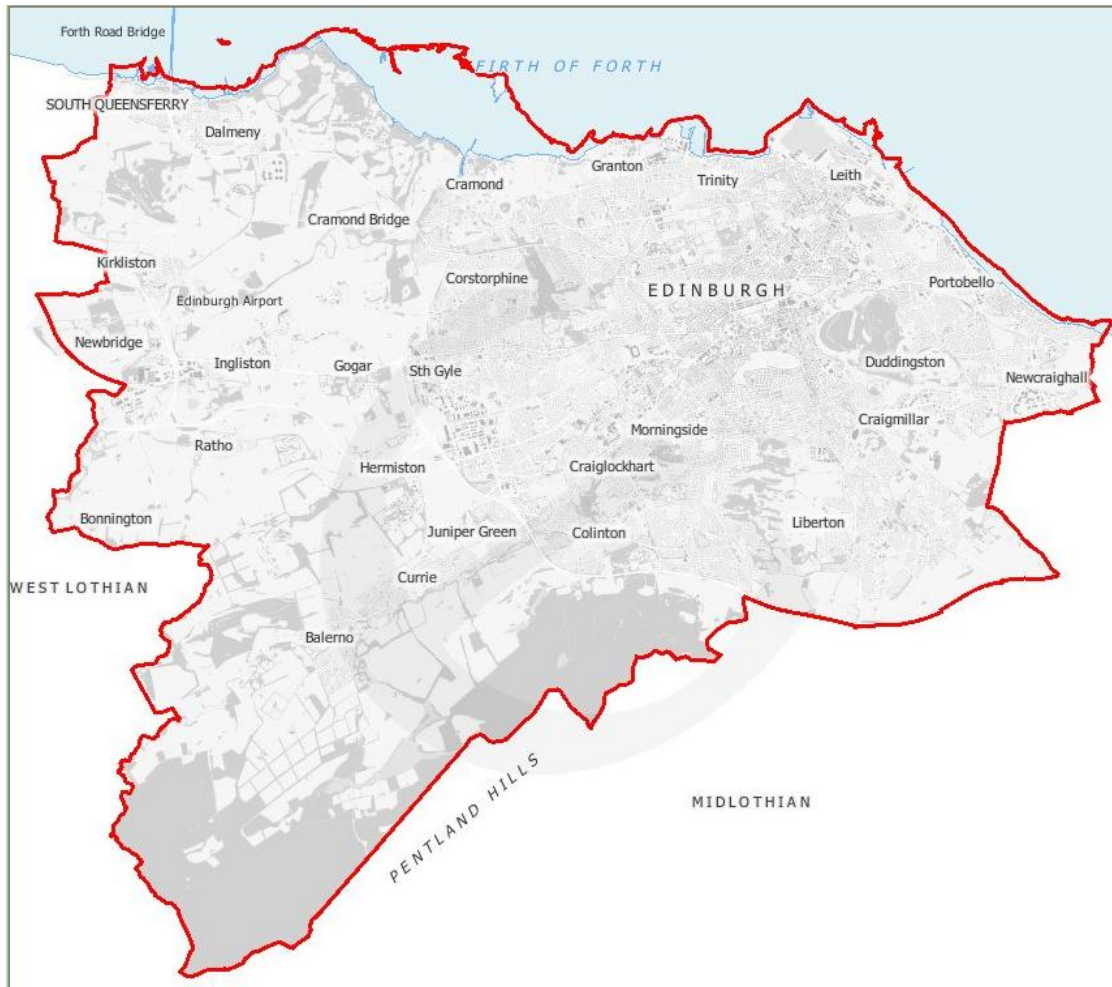 Forth Road Bridge
FIRTH OF FORTH
SOUTH QUEENSFERRY
Dalmeny
Granton
Trinity
Leith
Cramond
Cramond Bridge
Kirkliston
Corstorphine
EDINBURGH
Portobello
Edinburgh Airport
Newbridge
Ingliston
Gogar
Sth Gyle
Duddingston
Newcraighall
Craigmillar
Morningside
Ratho
Hermiston
Craiglockhart
Bonnington
Juniper Green
Colinton
Liberton
Currie
WEST LOTHIAN
Balerno
PENTLAND HILLS
MIDLOTHIAN